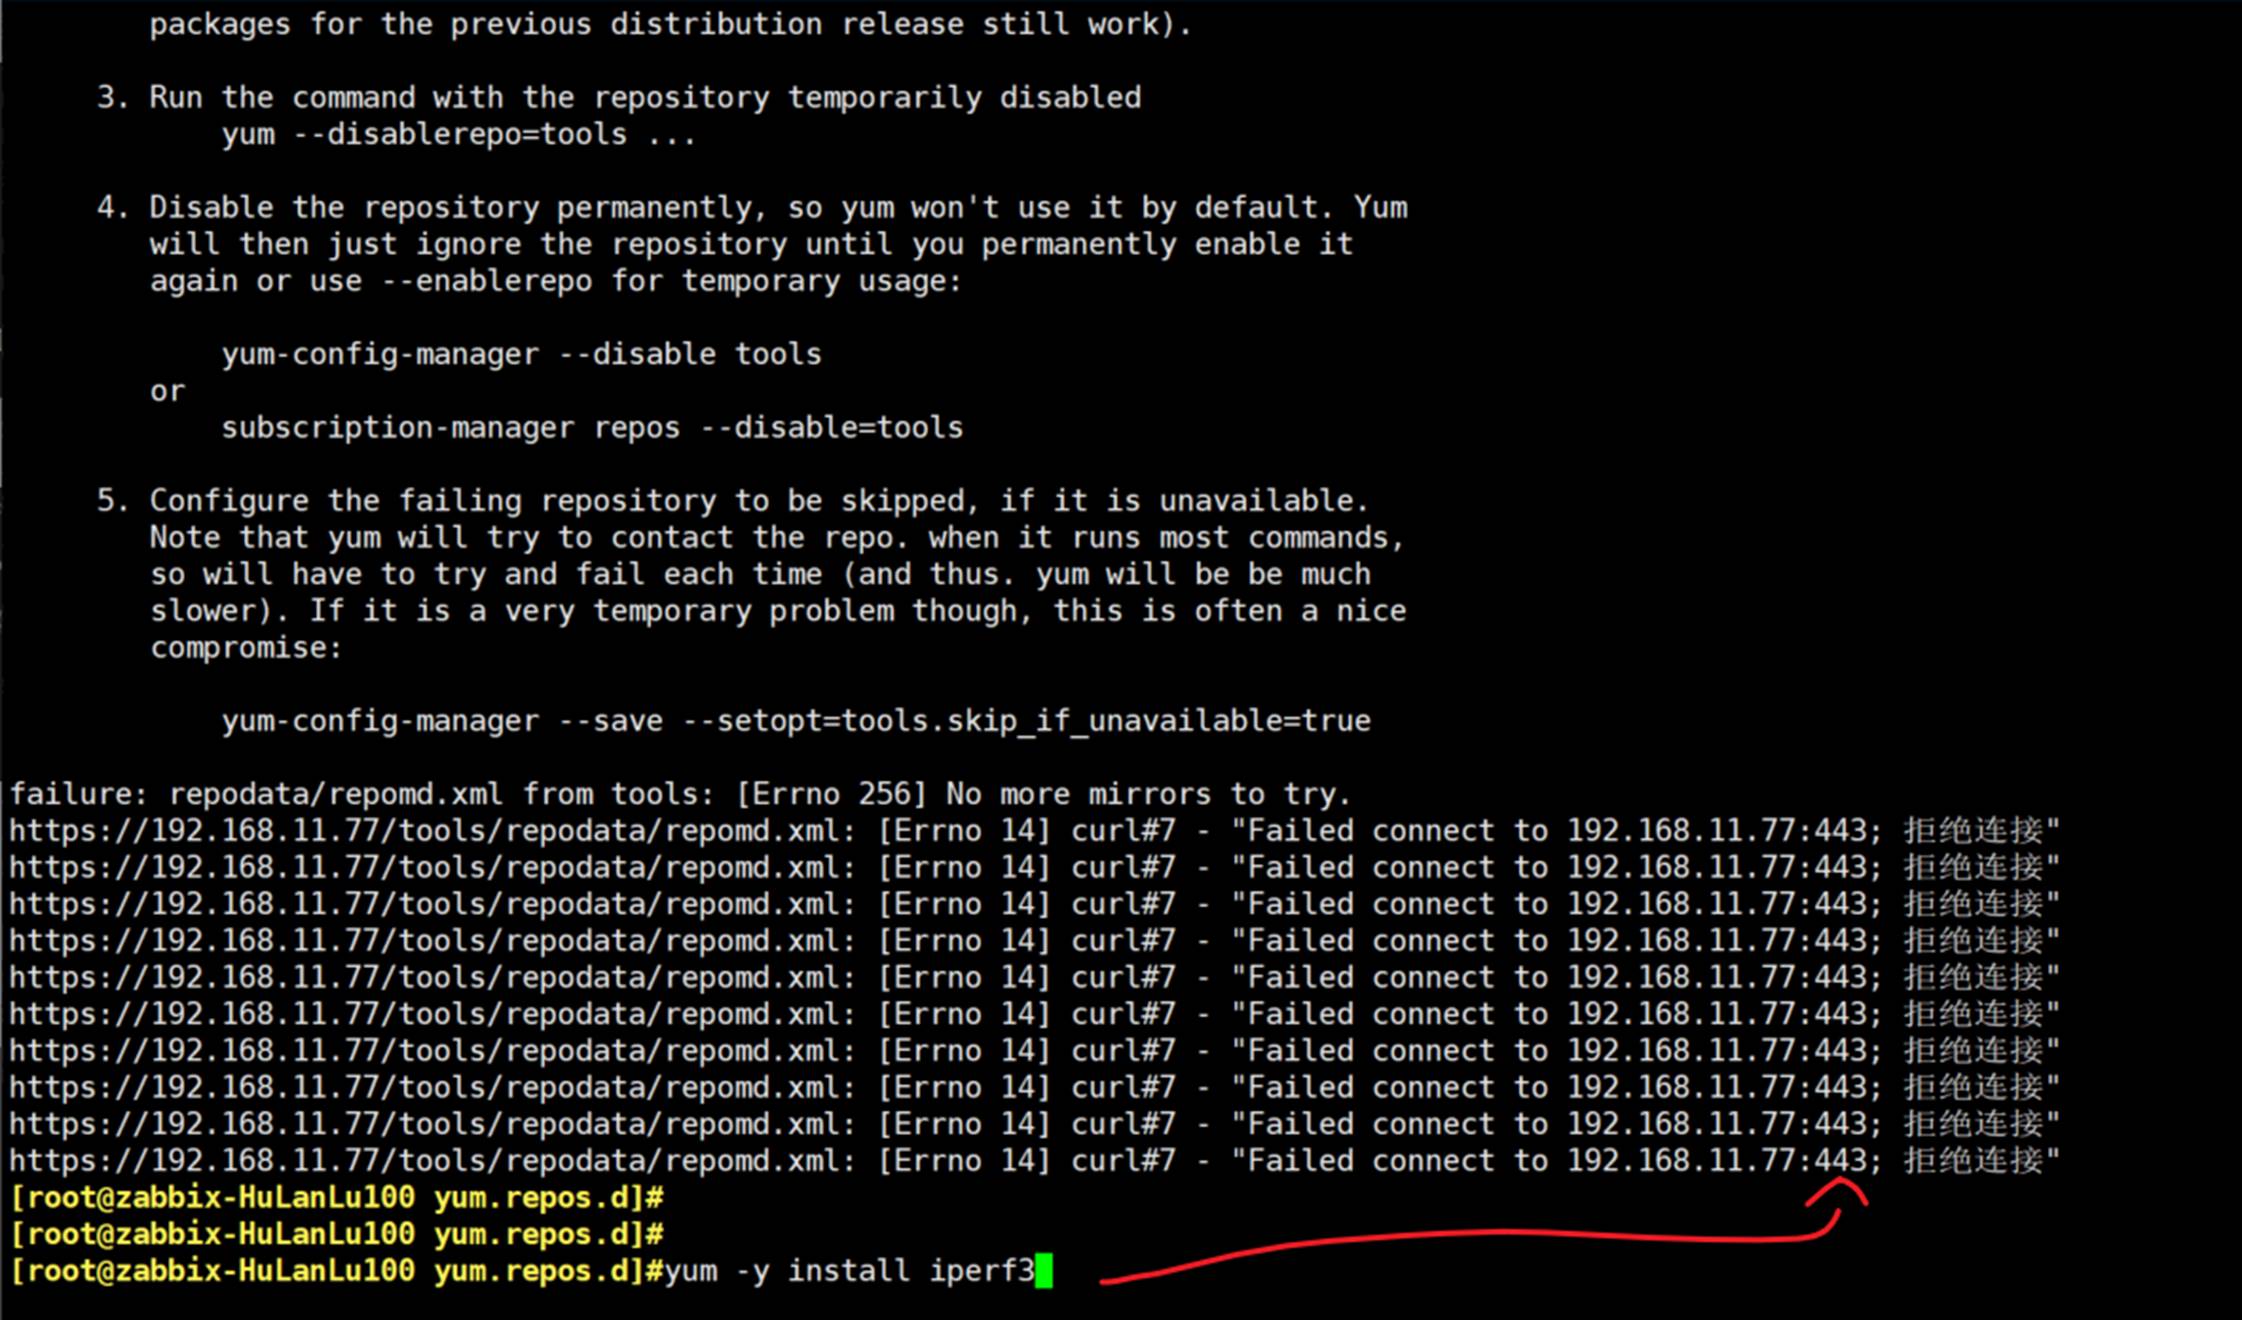 packages for the previous distribution release still work).
3. Run the command with the repository temporarily disabled
yum --disablerepo=tools ...
4. Disable the repository permanently, so yum won't use it by default. Yum
will then just ignore the repository until you permanently enable it
again or use --enablerepo for temporary usage:
yum-config-manager --disable tools
or
subscription-manager repos --disable=tools
5. Configure the failing repository to be skipped, if it is unavailable.
Note that yum will try to contact the repo. when it runs most commands,
so will have to try and fail each time (and thus. yum will be be much
slower). If it is a very temporary problem though, this is often a nice
compromise:
yum-config-manager --save --setopt=tools.skip_if_unavailable=true
failure: repodata/repomd.xml from tools: [Errno 256] No more mirrors to try.
https://192.168.11.77/tools/repodata/repomd.xml: [Errno 14] curl#7 - "Failed connect to 192.168.11.77:443; 拒绝连接"
https://192.168.11.77/tools/repodata/repomd.xml: [Errno 14] curl#7 - "Failed connect to 192.168.11.77:443; 拒绝连接"
https://192.168.11.77/tools/repodata/repomd.xml: [Errno 14] curl#7 - "Failed connect to 192.168.11.77:443; 拒绝连接"
https://192.168.11.77/tools/repodata/repomd.xml: [Errno 14] curl#7 - "Failed connect to 192.168.11.77:443; 拒绝连接"
https://192.168.11.77/tools/repodata/repomd.xml: [Errno 14] curl#7 - "Failed connect to 192.168.11.77:443; 拒绝连接"
https://192.168.11.77/tools/repodata/repomd.xml: [Errno 14] curl#7 - "Failed connect to 192.168.11.77:443; 拒绝连接"
https://192.168.11.77/tools/repodata/repomd.xml: [Errno 14] curl#7 - "Failed connect to 192.168.11.77:443; 拒绝连接"
https://192.168.11.77/tools/repodata/repomd.xml: [Errno 14] curl#7 - "Failed connect to 192.168.11.77:443; 拒绝连接"
https://192.168.11.77/tools/repodata/repomd.xml: [Errno 14] curl#7 - "Failed connect to 192.168.11.77:443; 拒绝连接"
https://192.168.11.77/tools/repodata/repomd.xml: [Errno 14] curl#7 - "Failed connect to 192.168.11.77:443; 拒绝连接"
[root@zabbix-HuLanLu100 yum.repos.d]#
[root@zabbix-HuLanLu100 yum.repos.d]#
[root@zabbix-HuLanLu100 yum.repos.d]#yum -y install iperf3